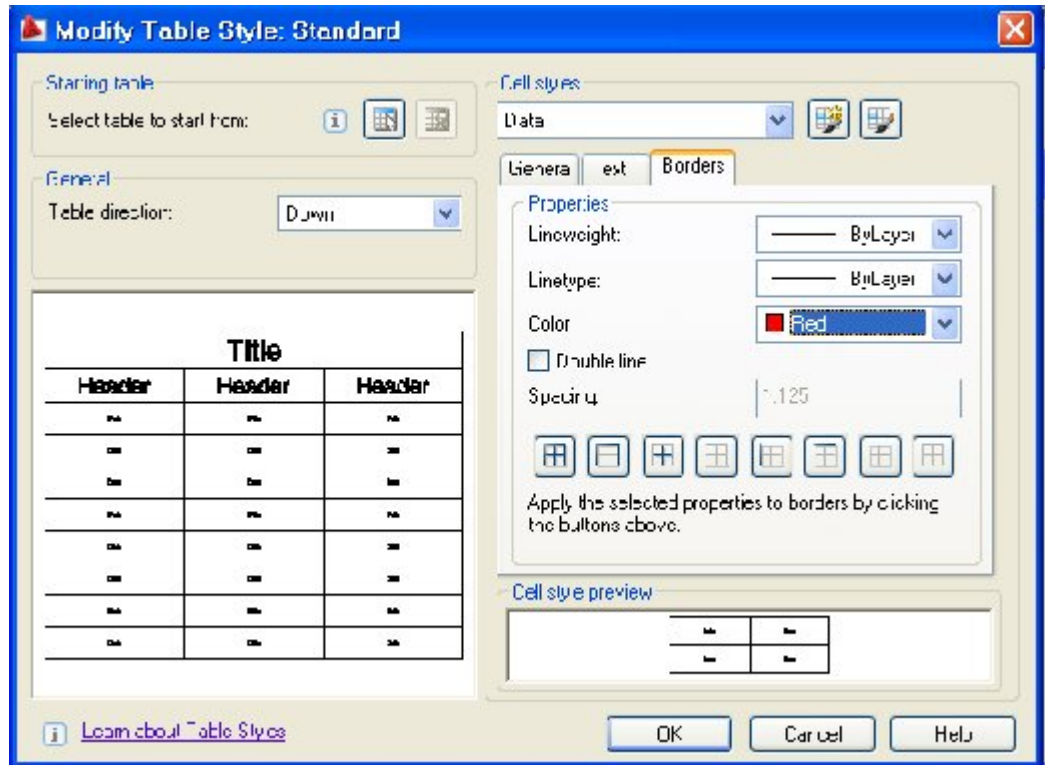 Modify Table Style: Standard
Starting table
Select table to start from:
General
Table direction:
Down
Title
Header Header Header
Learn about Table Styles
Cell styles
Data
General Text Borders
Properties
Lineweight:
ByLayer
Linetype:
ByLayer
Color
Red
Double line
Spacing
1.125
Apply the selected properties to borders by clicking
the buttons above.
Cell style preview
OK Cancel Help